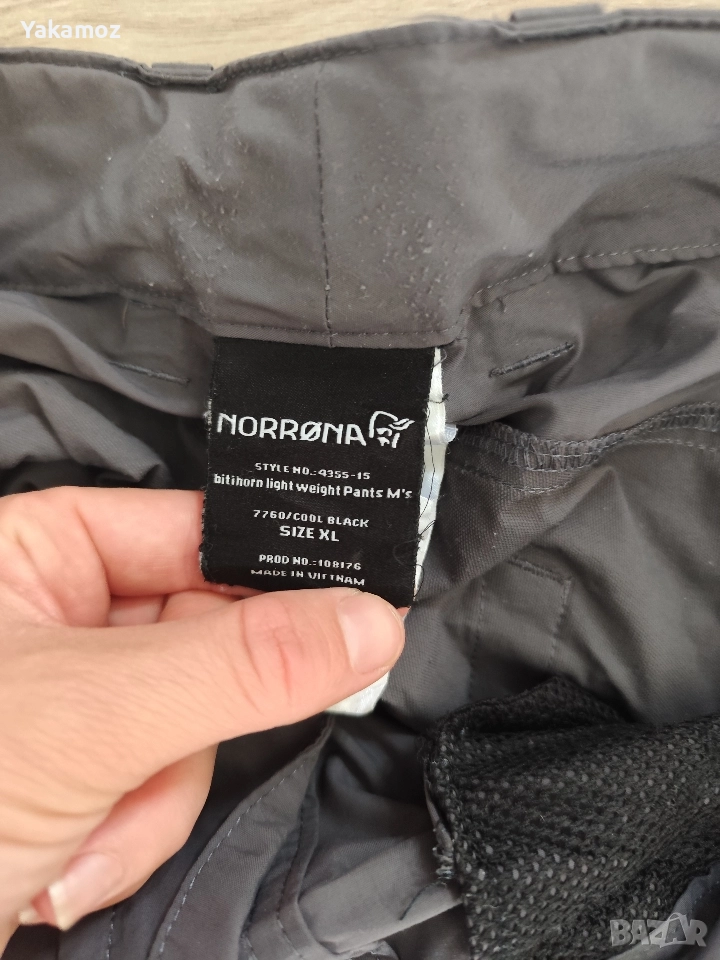 Yakamoz
NORRØNA
STYLE NO.:4355-15
bitihorn light weight Pants M's
7760/COOL BLACK
SIZE XL
PROD NO.:108176
MADE IN VIETNAM
BAZAR